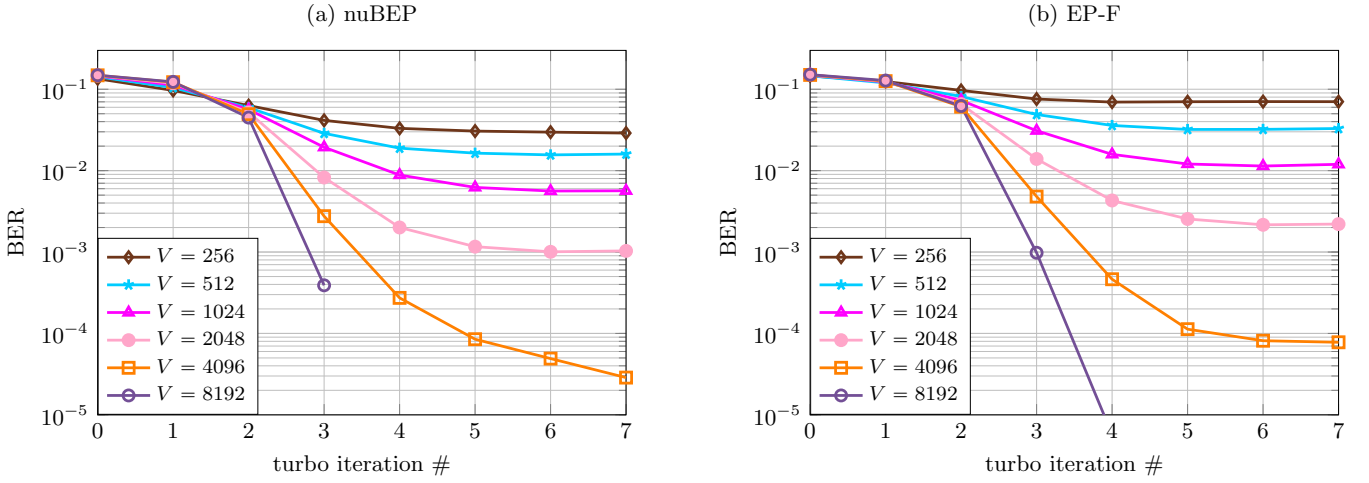 (a) nuBEP
10⁻¹
10⁻²
10⁻³
10⁻⁴
10⁻⁵
BER
V = 256
V = 512
V = 1024
V = 2048
V = 4096
V = 8192
0 1 2 3 4 5 6 7
turbo iteration #
(b) EP-F
10⁻¹
10⁻²
10⁻³
10⁻⁴
10⁻⁵
BER
V = 256
V = 512
V = 1024
V = 2048
V = 4096
V = 8192
0 1 2 3 4 5 6 7
turbo iteration #